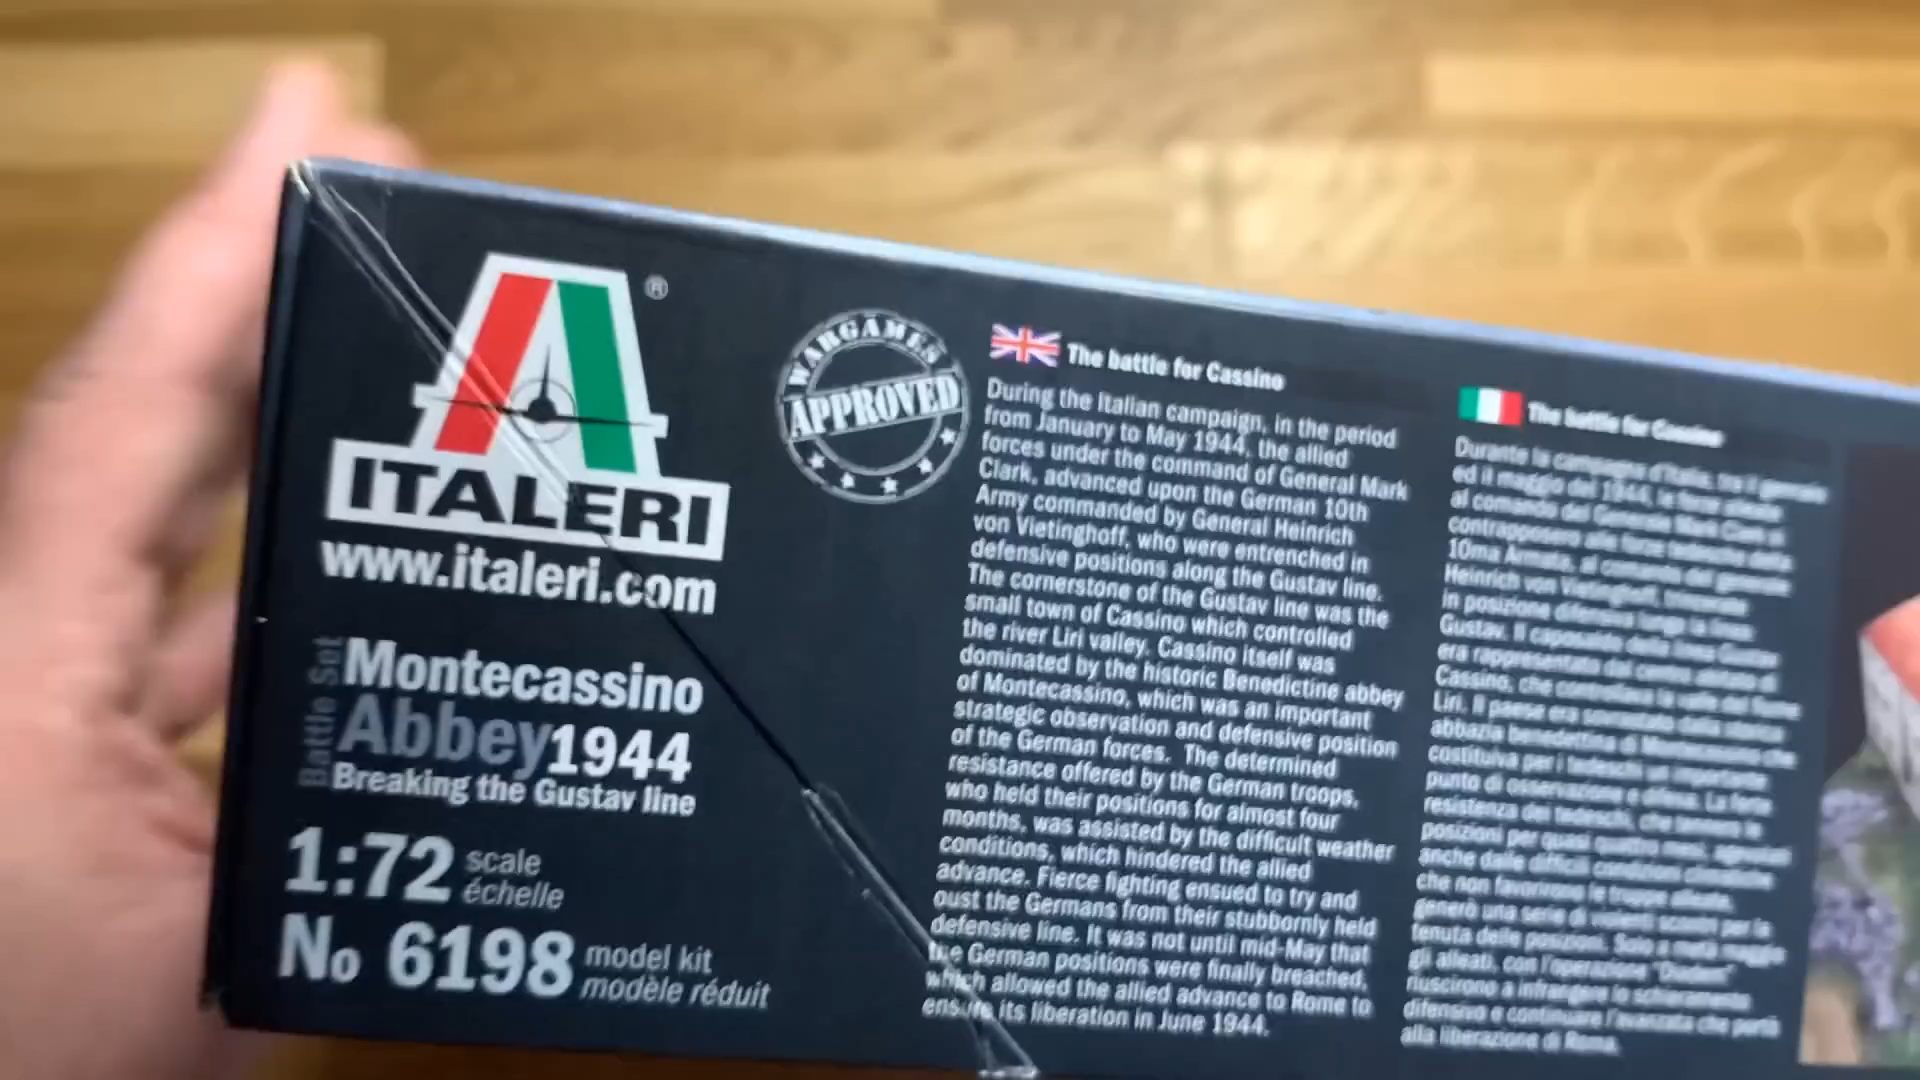 ITALERI
®
www.italeri.com
Battle Set
Montecassino
Abbey 1944
Breaking the Gustav line
1:72 scale
échelle
No 6198 model kit
modèle réduit
WARGAMES
APPROVED
The battle for Cassino
During the Italian campaign, in the period
from January to May 1944, the allied
forces under the command of General Mark
Clark, advanced upon the German 10th
Army commanded by General Heinrich
von Vietinghoff, who were entrenched in
defensive positions along the Gustav line.
The cornerstone of the Gustav line was the
small town of Cassino which controlled
the river Liri valley. Cassino itself was
dominated by the historic Benedictine abbey
of Montecassino, which was an important
strategic observation and defensive position
of the German forces. The determined
resistance offered by the German troops,
who held their positions for almost four
months, was assisted by the difficult weather
conditions, which hindered the allied
advance. Fierce fighting ensued to try and
oust the Germans from their stubbornly held
defensive line. It was not until mid-May that
the German positions were finally breached,
which allowed the allied advance to Rome to
ensure its liberation in June 1944.
The battle for Cassino
Durante la campagna d'Italia, tra il gennaio
ed il maggio del 1944, le forze alleate
al comando del Generale Mark Clark si
contrapposero alle forze tedesche della
10ma Armata, al comando del generale
Heinrich von Vietinghoff, trincerate
in posizione difensiva lungo la linea
Gustav. Il caposaldo della linea Gustav
era rappresentato dal centro abitato di
Cassino, che controllava la valle del fiume
Liri. Il paese era sovrastato dalla storica
abbazia benedettina di Montecassino che
costituiva per i tedeschi un importante
punto di osservazione e difesa. La forte
resistenza dei tedeschi, che tennero le
posizioni per quasi quattro mesi, agevolati
anche dalle difficili condizioni climatiche
che non favorirono le truppe alleate,
generò una serie di violenti scontri per la
tenuta delle posizioni. Solo a metà maggio
gli alleati, con l'operazione "Diadem"
riuscirono a infrangere lo schieramento
difensivo e continuare l'avanzata che portò
alla liberazione di Roma.